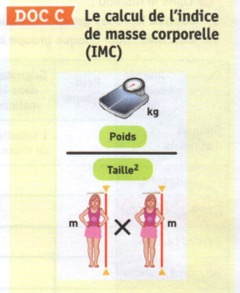 DOC C Le calcul de l'indice
de masse corporelle
(IMC)
kg
Poids
Taille²
m × m